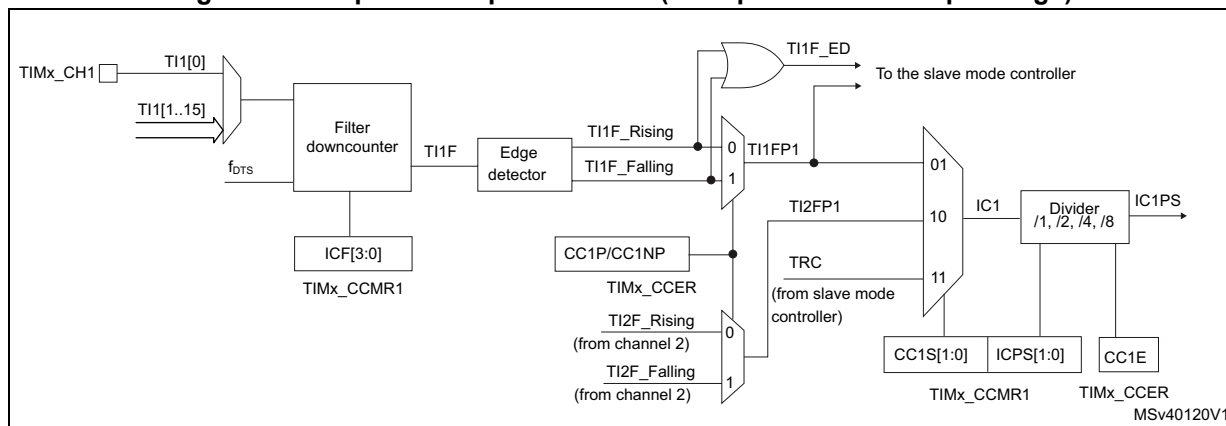 TI1[0]
TIMx_CH1
TI1[1..15]
fDTS
Filter
downcounter
ICF[3:0]
TIMx_CCMR1
TI1F
Edge
detector
TI1F_Rising
TI1F_Falling
0
1
TI1F_ED
To the slave mode controller
TI1FP1
CC1P/CC1NP
TIMx_CCER
TI2F_Rising
(from channel 2)
TI2F_Falling
(from channel 2)
0
1
TI2FP1
TRC
(from slave mode
controller)
01
10
11
IC1
Divider
/1, /2, /4, /8
IC1PS
CC1S[1:0]
ICPS[1:0]
CC1E
TIMx_CCMR1
TIMx_CCER
MSv40120V1